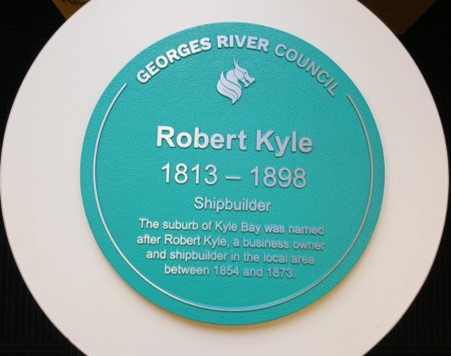 GEORGES RIVER COUNCIL
Robert Kyle
1813 – 1898
Shipbuilder
The suburb of Kyle Bay was named
after Robert Kyle, a business owner
and shipbuilder in the local area
between 1854 and 1873.